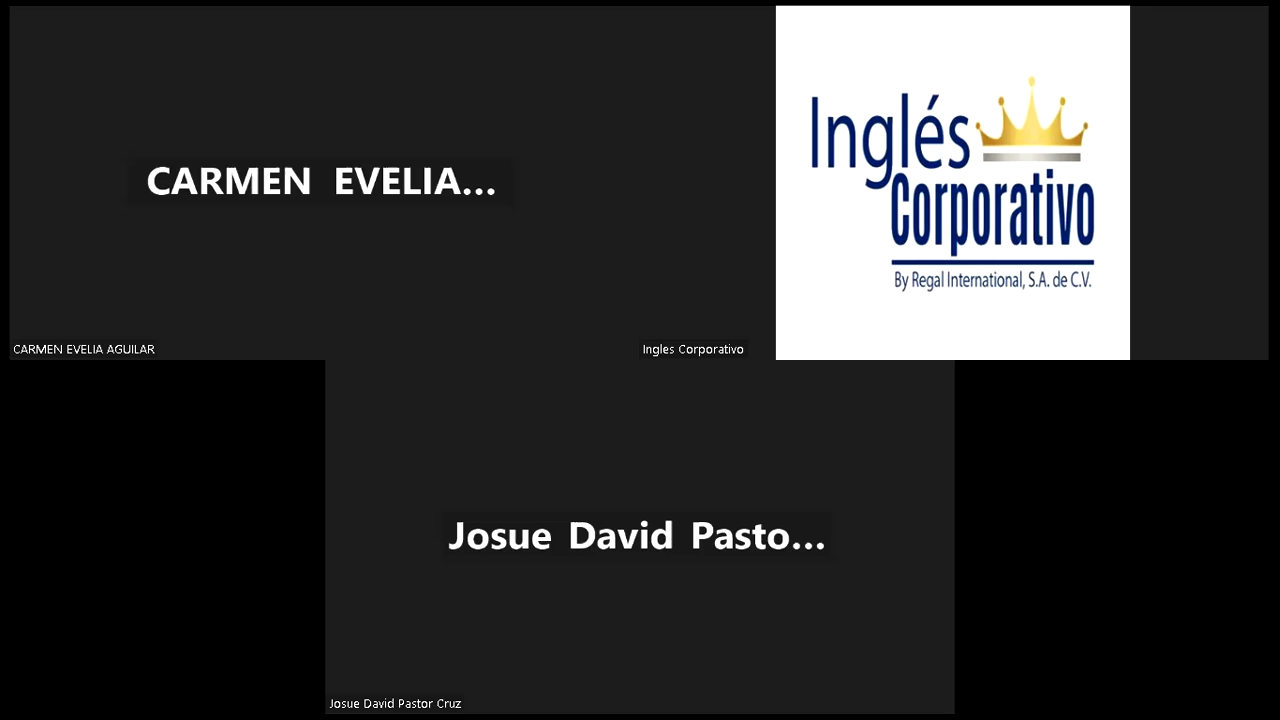 CARMEN EVELIA...
CARMEN EVELIA AGUILAR
Inglés
Corporativo
By Regal International, S.A. de C.V.
Ingles Corporativo
Josue David Pasto...
Josue David Pastor Cruz